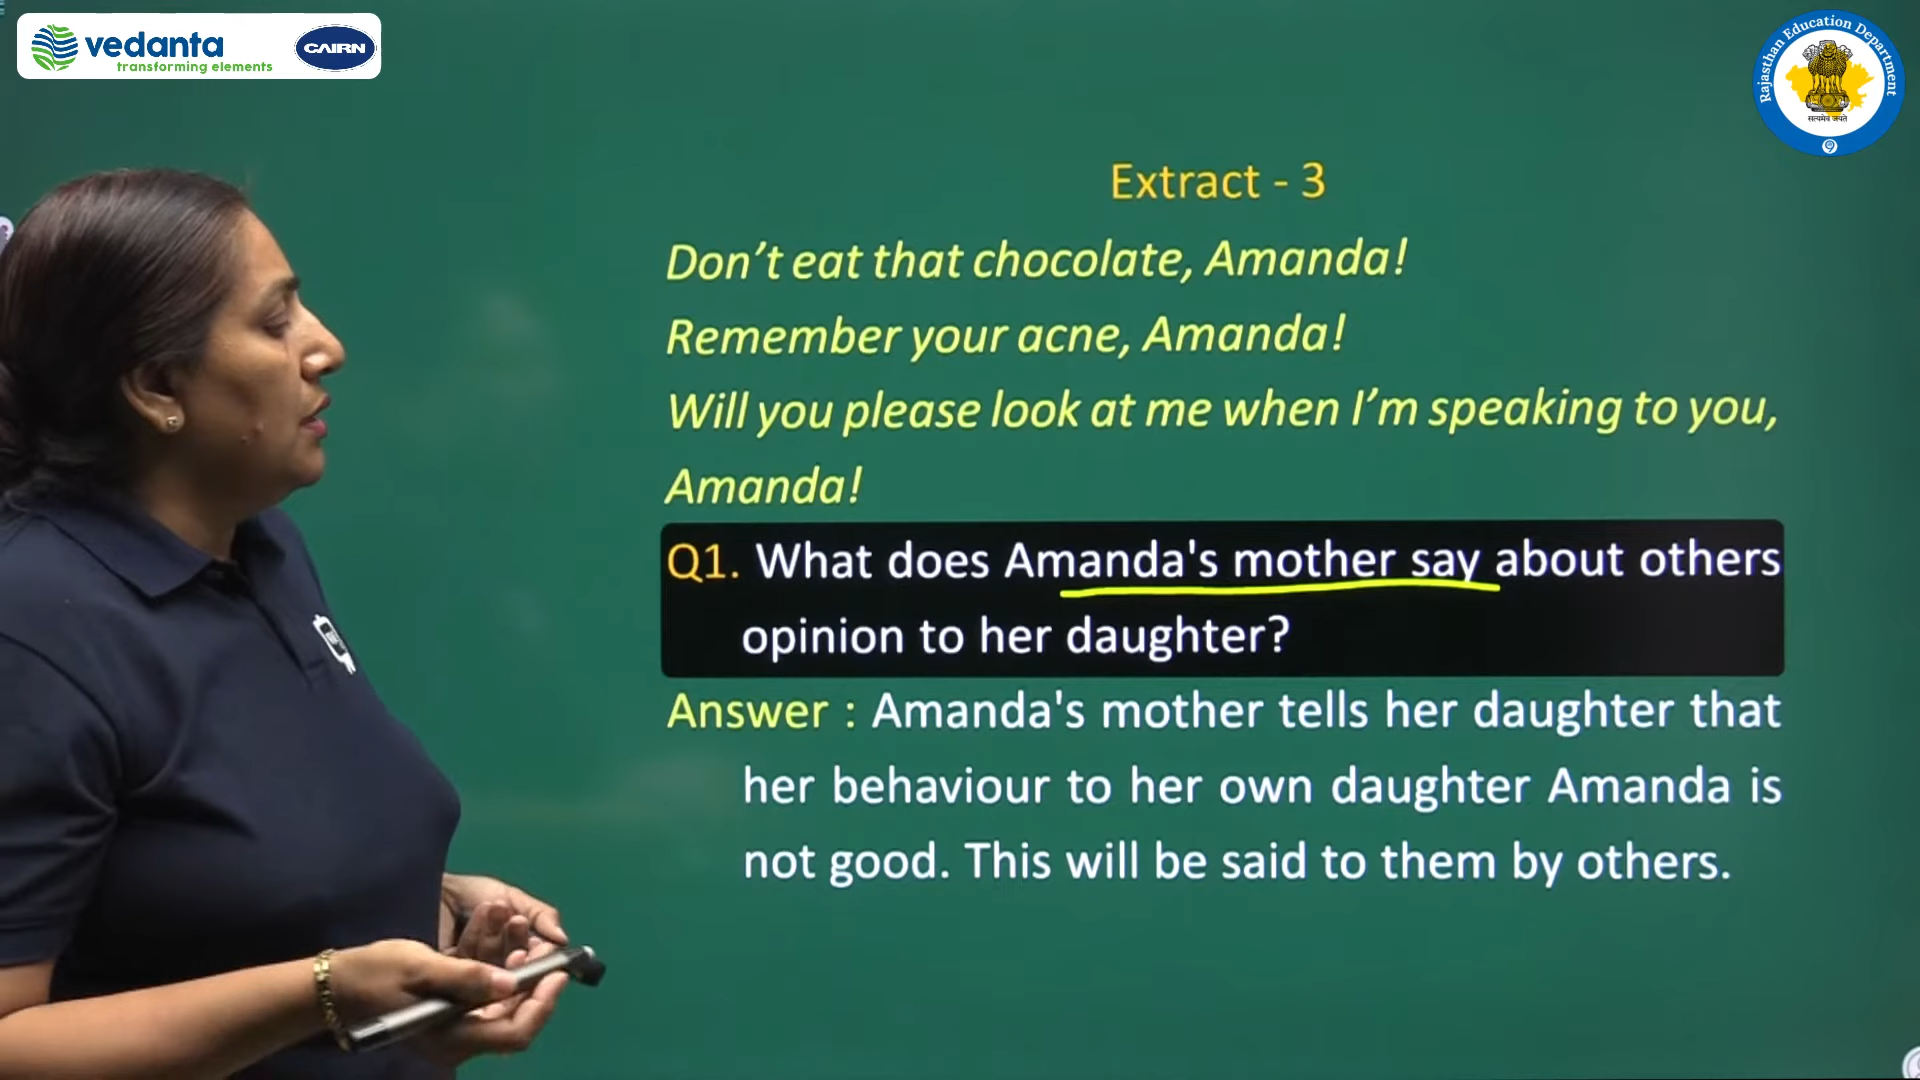 vedanta
transforming elements
CAIRN
Rajasthan Education Department
सत्यमेव जयते
Extract - 3
Don’t eat that chocolate, Amanda!
Remember your acne, Amanda!
Will you please look at me when I’m speaking to you,
Amanda!
Q1. What does Amanda's mother say about others
opinion to her daughter?
Answer : Amanda's mother tells her daughter that
her behaviour to her own daughter Amanda is
not good. This will be said to them by others.